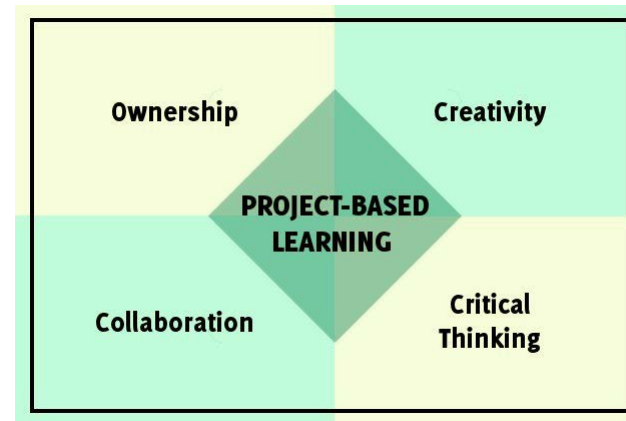 Ownership
Creativity
PROJECT-BASED
LEARNING
Collaboration
Critical
Thinking